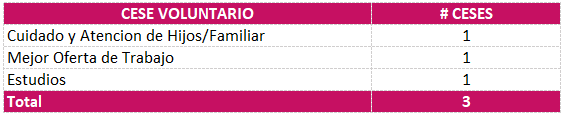 CESE VOLUNTARIO # CESES
Cuidado y Atencion de Hijos/Familiar 1
Mejor Oferta de Trabajo 1
Estudios 1
Total 3